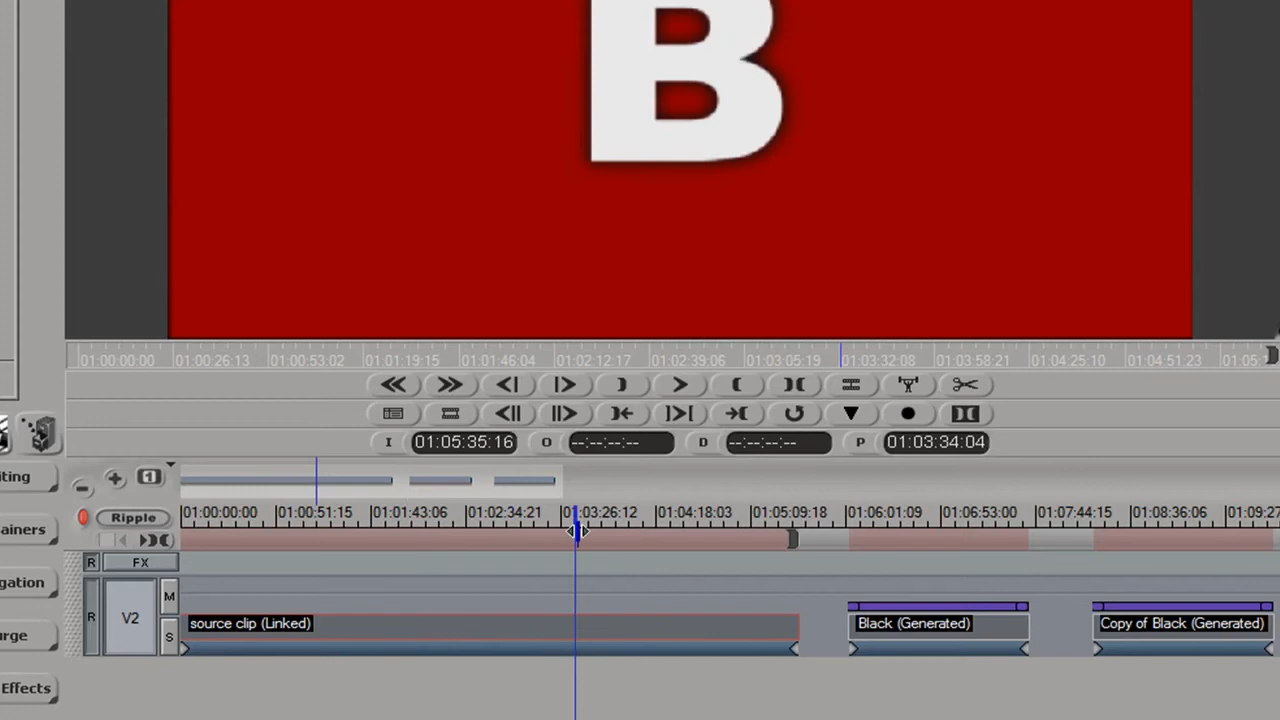 B
01:00:00:00 01:00:26:13 01:00:53:02 01:01:19:15 01:01:46:04 01:02:12:17 01:02:39:06 01:03:05:19 01:03:32:08 01:03:58:21 01:04:25:10 01:04:51:23 01:05:
I 01:05:35:16 O --:--:--:-- D --:--:--:-- P 01:03:34:04
iting 1
01:00:00:00 01:00:51:15 01:01:43:06 01:02:34:21 01:03:26:12 01:04:18:03 01:05:09:18 01:06:01:09 01:06:53:00 01:07:44:15 01:08:36:06 01:09:27
Ripple
ainers
R FX
gation
R V2 M S
source clip (Linked) Black (Generated) Copy of Black (Generated)
rge
Effects